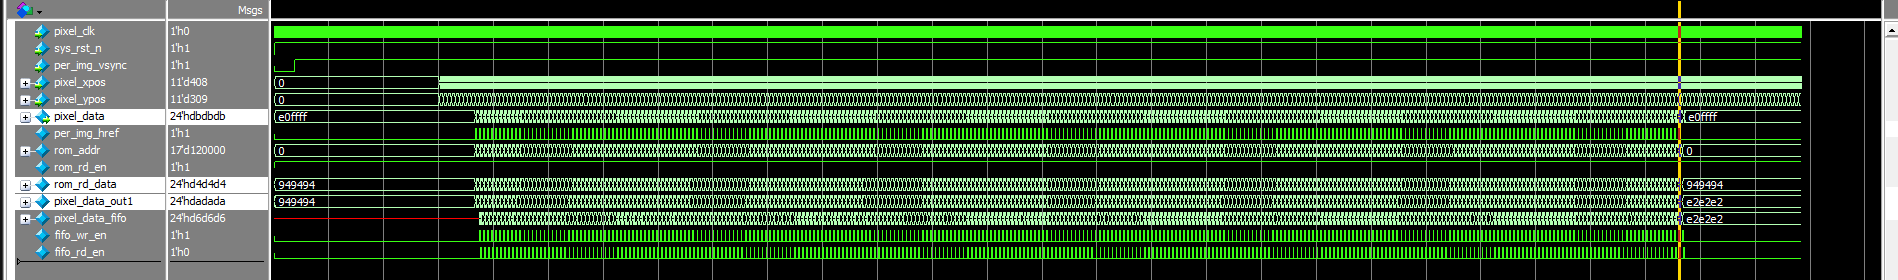 Msgs
pixel_clk 1'h0
sys_rst_n 1'h1
per_img_vsync 1'h1
pixel_xpos 11'd408 0
pixel_ypos 11'd309 0
pixel_data 24'hdbdbdb e0ffff e0ffff
per_img_href 1'h1
rom_addr 17'd120000 0 0
rom_rd_en 1'h1
rom_rd_data 24'hd4d4d4 949494 949494
pixel_data_out1 24'hdadada 949494 e2e2e2
pixel_data_fifo 24'hd6d6d6 e2e2e2
fifo_wr_en 1'h1
fifo_rd_en 1'h0